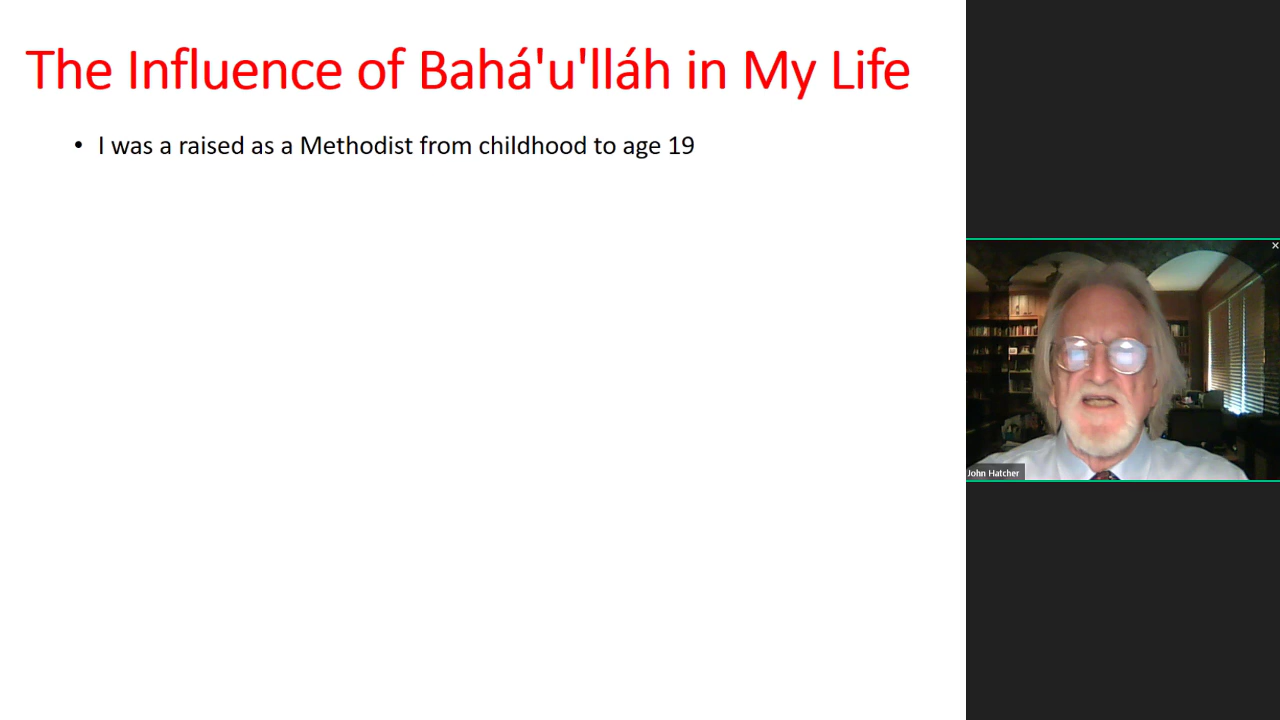 The Influence of Bahá'u'lláh in My Life
• I was a raised as a Methodist from childhood to age 19
John Hatcher